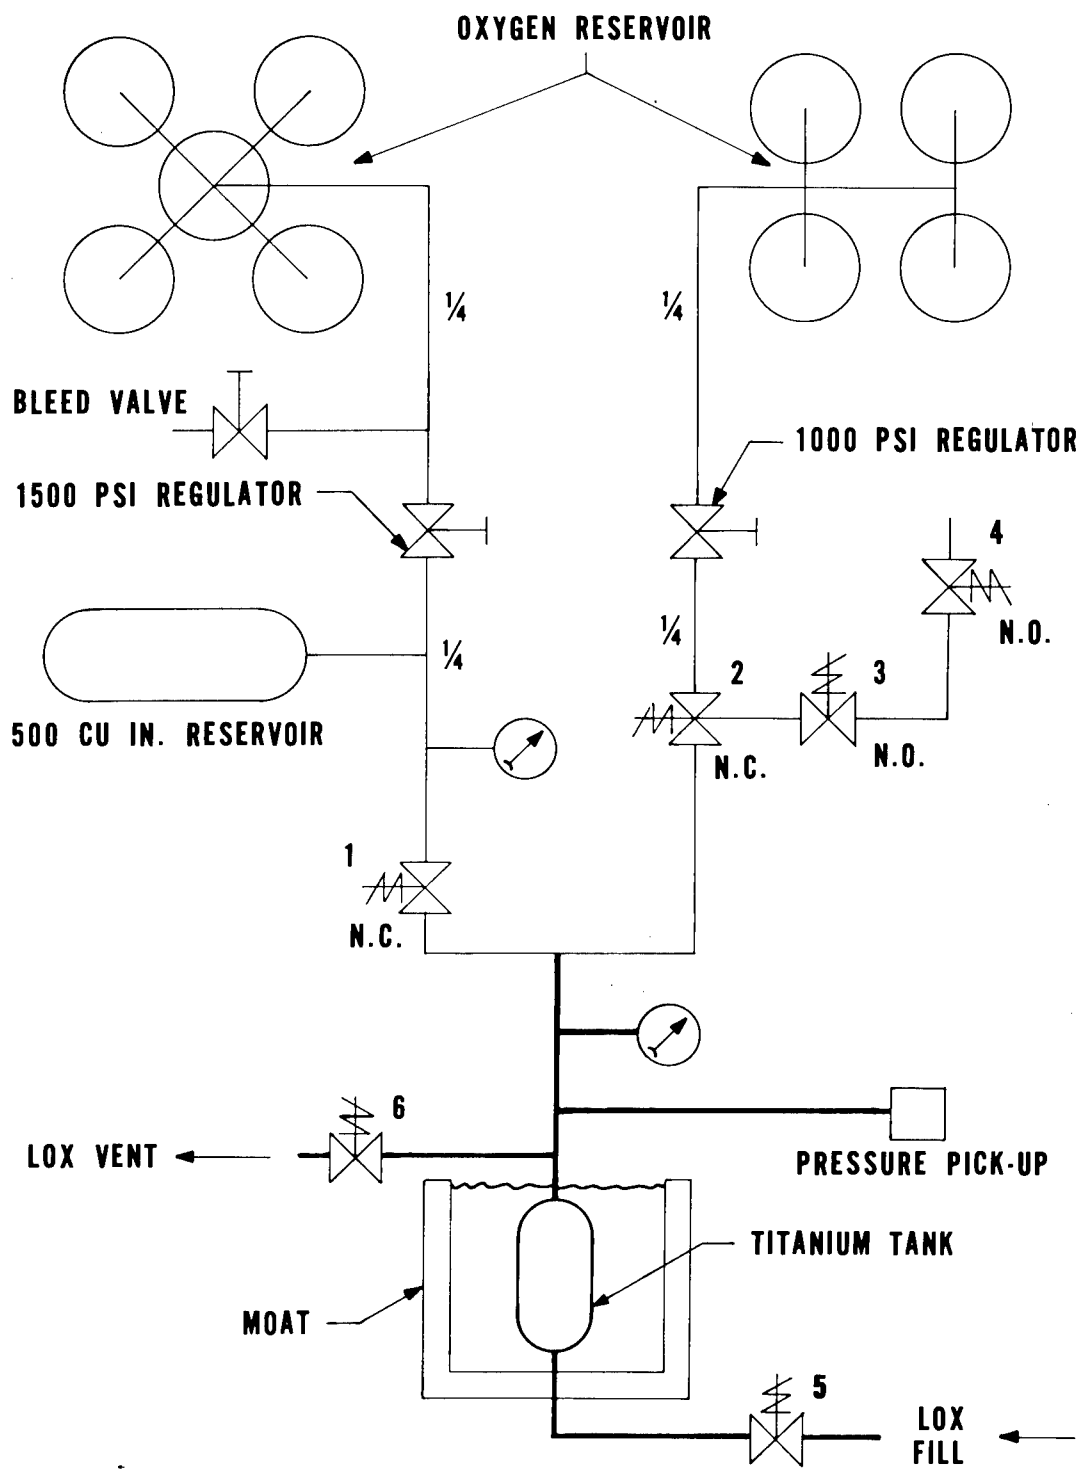 OXYGEN RESERVOIR
¼
¼
BLEED VALVE
1000 PSI REGULATOR
1500 PSI REGULATOR
4
N.O.
¼
¼
2
3
500 CU IN. RESERVOIR
N.C.
N.O.
1
N.C.
6
LOX VENT
PRESSURE PICK-UP
TITANIUM TANK
MOAT
5
LOX
FILL